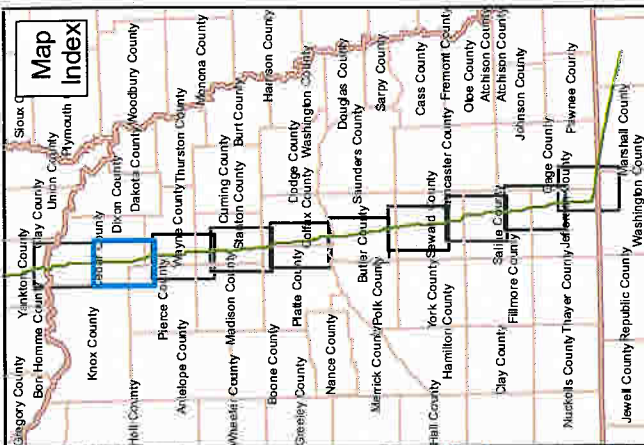 Map
Index
Gregory County
Bon Homme County
Yankton County
Clay County
Union County
Sioux C
Plymouth
Knox County
Cedar County
Dixon County
Dakota County
Woodbury County
Holt County
Antelope County
Pierce County
Wayne County
Thurston County
Monona County
Wheeler County
Madison County
Stanton County
Cuming County
Burt County
Harrison County
Boone County
Greeley County
Platte County
Colfax County
Dodge County
Washington County
Nance County
Merrick County
Polk County
Butler County
Saunders County
Douglas County
Sarpy County
Hall County
Hamilton County
York County
Seward County
ncaster County
Cass County
Clay County
Fillmore County
Saline County
Otoe County
Fremont County
Atchison County
Atchison County
Nuckolls County
Thayer County
Jefferson County
Gage County
Johnson County
Pawnee County
Jewell County
Republic County
Washington County
Marshall County